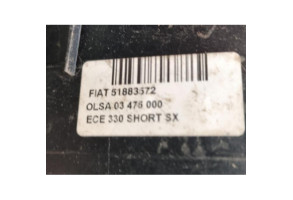 FIAT 51883572
OLSA 03 476 000
ECE 330 SHORT SX